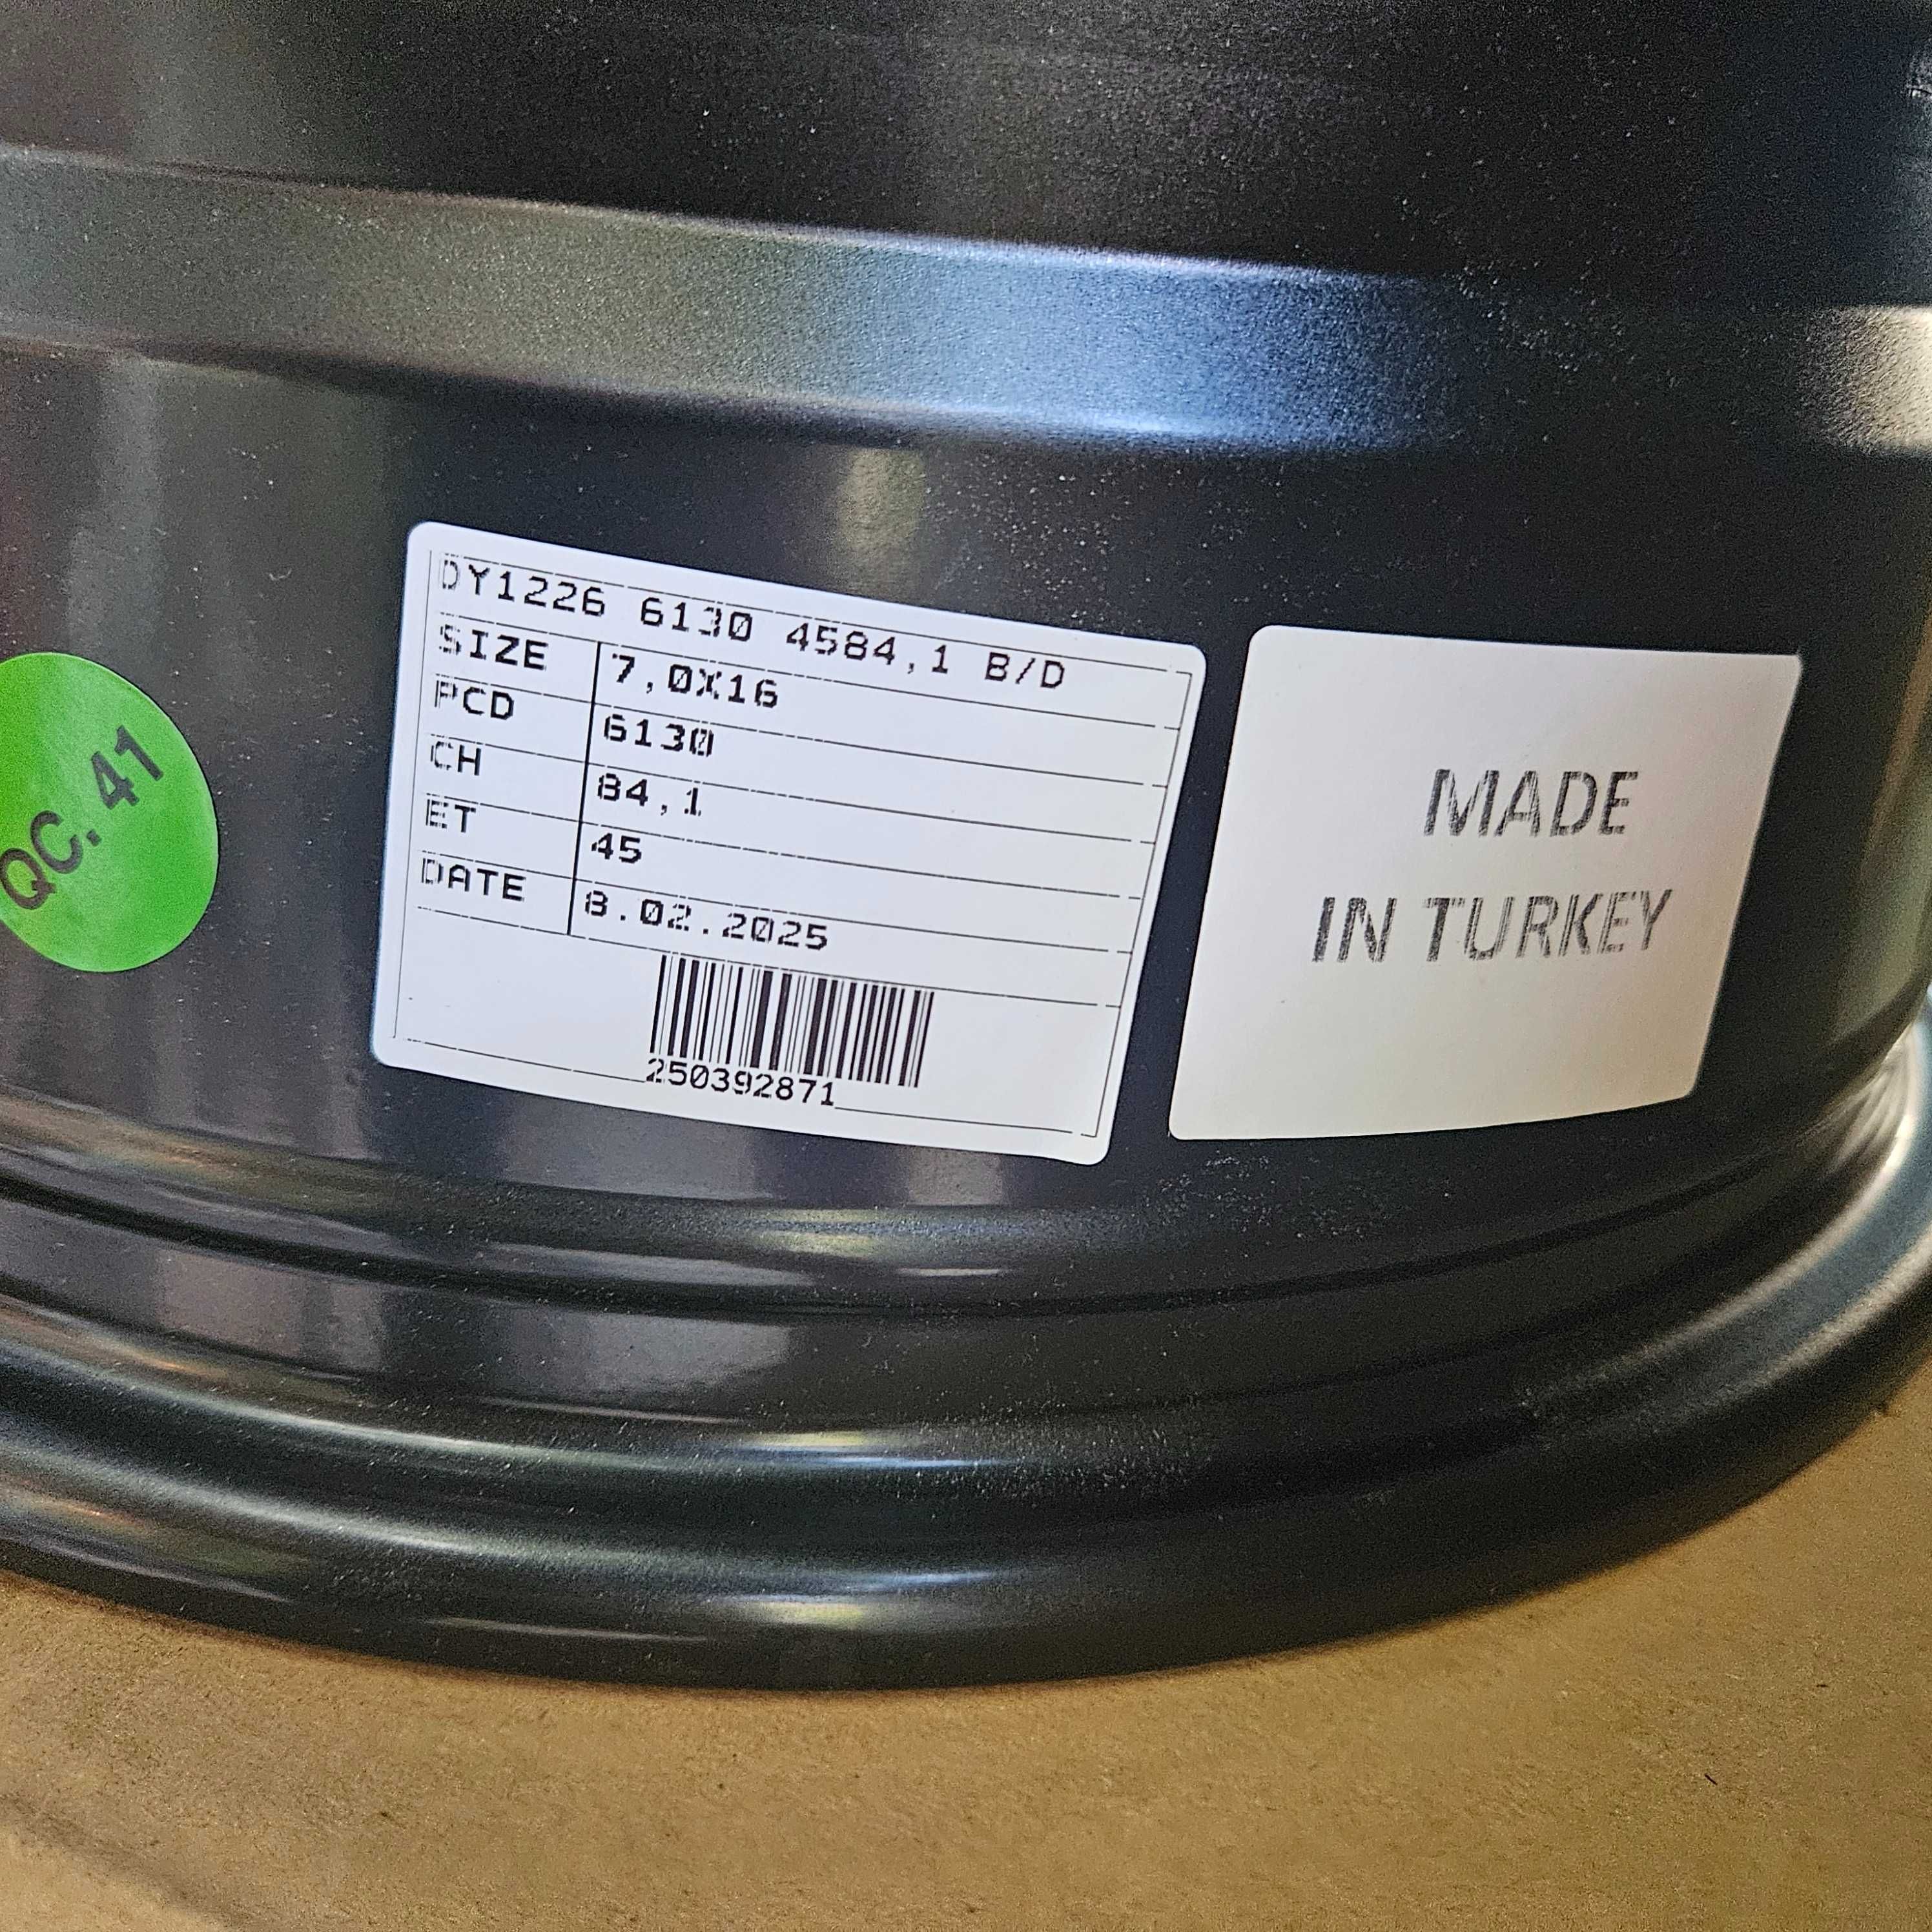 QC. 41
DY1226 6130 4584,1 B/D
SIZE 7,0X16
PCD 6130
CH 84,1
ET 45
DATE 8.02.2025
250392871
MADE
IN TURKEY